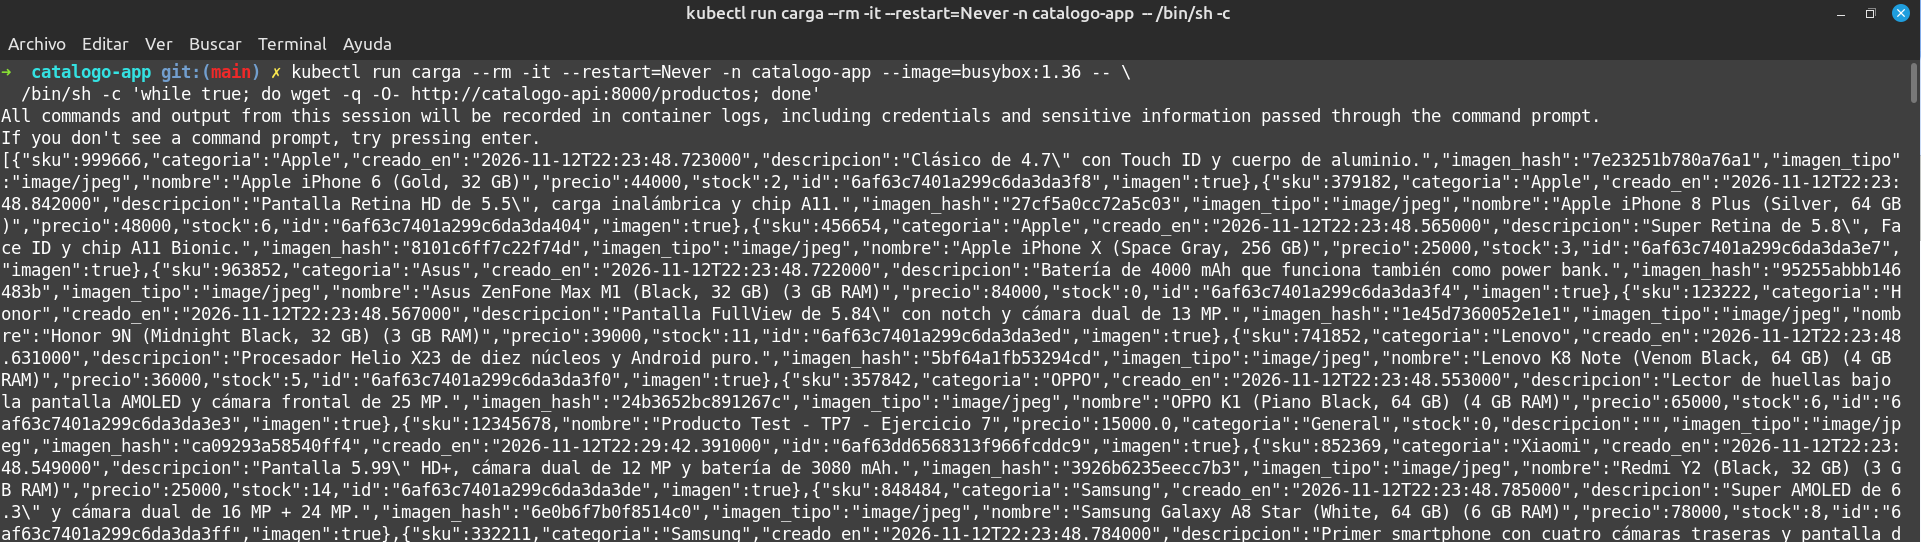 kubectl run carga --rm -it --restart=Never -n catalogo-app -- /bin/sh -c
Archivo Editar Ver Buscar Terminal Ayuda
➜ catalogo-app git:(main) ✗ kubectl run carga --rm -it --restart=Never -n catalogo-app --image=busybox:1.36 -- \
/bin/sh -c 'while true; do wget -q -O- http://catalogo-api:8000/productos; done'
All commands and output from this session will be recorded in container logs, including credentials and sensitive information passed through the command prompt.
If you don't see a command prompt, try pressing enter.
[{"sku":999666,"categoria":"Apple","creado_en":"2026-11-12T22:23:48.723000","descripcion":"Clásico de 4.7\" con Touch ID y cuerpo de aluminio.","imagen_hash":"7e23251b780a76a1","imagen_tipo"
:"image/jpeg","nombre":"Apple iPhone 6 (Gold, 32 GB)","precio":44000,"stock":2,"id":"6af63c7401a299c6da3da3f8","imagen":true},{"sku":379182,"categoria":"Apple","creado_en":"2026-11-12T22:23:
48.842000","descripcion":"Pantalla Retina HD de 5.5\", carga inalámbrica y chip A11.","imagen_hash":"27cf5a0cc72a5c03","imagen_tipo":"image/jpeg","nombre":"Apple iPhone 8 Plus (Silver, 64 GB
)","precio":48000,"stock":6,"id":"6af63c7401a299c6da3da404","imagen":true},{"sku":456654,"categoria":"Apple","creado_en":"2026-11-12T22:23:48.565000","descripcion":"Super Retina de 5.8\", Fa
ce ID y chip A11 Bionic.","imagen_hash":"8101c6ff7c22f74d","imagen_tipo":"image/jpeg","nombre":"Apple iPhone X (Space Gray, 256 GB)","precio":25000,"stock":3,"id":"6af63c7401a299c6da3da3e7",
"imagen":true},{"sku":963852,"categoria":"Asus","creado_en":"2026-11-12T22:23:48.722000","descripcion":"Batería de 4000 mAh que funciona también como power bank.","imagen_hash":"95255abbb146
483b","imagen_tipo":"image/jpeg","nombre":"Asus ZenFone Max M1 (Black, 32 GB) (3 GB RAM)","precio":84000,"stock":0,"id":"6af63c7401a299c6da3da3f4","imagen":true},{"sku":123222,"categoria":"H
onor","creado_en":"2026-11-12T22:23:48.567000","descripcion":"Pantalla FullView de 5.84\" con notch y cámara dual de 13 MP.","imagen_hash":"1e45d7360052e1e1","imagen_tipo":"image/jpeg","nomb
re":"Honor 9N (Midnight Black, 32 GB) (3 GB RAM)","precio":39000,"stock":11,"id":"6af63c7401a299c6da3da3ed","imagen":true},{"sku":741852,"categoria":"Lenovo","creado_en":"2026-11-12T22:23:48
.631000","descripcion":"Procesador Helio X23 de diez núcleos y Android puro.","imagen_hash":"5bf64a1fb53294cd","imagen_tipo":"image/jpeg","nombre":"Lenovo K8 Note (Venom Black, 64 GB) (4 GB
RAM)","precio":36000,"stock":5,"id":"6af63c7401a299c6da3da3f0","imagen":true},{"sku":357842,"categoria":"OPPO","creado_en":"2026-11-12T22:23:48.553000","descripcion":"Lector de huellas bajo
la pantalla AMOLED y cámara frontal de 25 MP.","imagen_hash":"24b3652bc891267c","imagen_tipo":"image/jpeg","nombre":"OPPO K1 (Piano Black, 64 GB) (4 GB RAM)","precio":65000,"stock":6,"id":"6
af63c7401a299c6da3da3e3","imagen":true},{"sku":12345678,"nombre":"Producto Test - TP7 - Ejercicio 7","precio":15000.0,"categoria":"General","stock":0,"descripcion":"","imagen_tipo":"image/jp
eg","imagen_hash":"ca09293a58540ff4","creado_en":"2026-11-12T22:29:42.391000","id":"6af63dd6568313f966fcddc9","imagen":true},{"sku":852369,"categoria":"Xiaomi","creado_en":"2026-11-12T22:23:
48.549000","descripcion":"Pantalla 5.99\" HD+, cámara dual de 12 MP y batería de 3080 mAh.","imagen_hash":"3926b6235eecc7b3","imagen_tipo":"image/jpeg","nombre":"Redmi Y2 (Black, 32 GB) (3 G
B RAM)","precio":25000,"stock":14,"id":"6af63c7401a299c6da3da3de","imagen":true},{"sku":848484,"categoria":"Samsung","creado_en":"2026-11-12T22:23:48.785000","descripcion":"Super AMOLED de 6
.3\" y cámara dual de 16 MP + 24 MP.","imagen_hash":"6e0b6f7b0f8514c0","imagen_tipo":"image/jpeg","nombre":"Samsung Galaxy A8 Star (White, 64 GB) (6 GB RAM)","precio":78000,"stock":8,"id":"6
af63c7401a299c6da3da3ff","imagen":true},{"sku":332211,"categoria":"Samsung","creado_en":"2026-11-12T22:23:48.784000","descripcion":"Primer smartphone con cuatro cámaras traseras y pantalla d